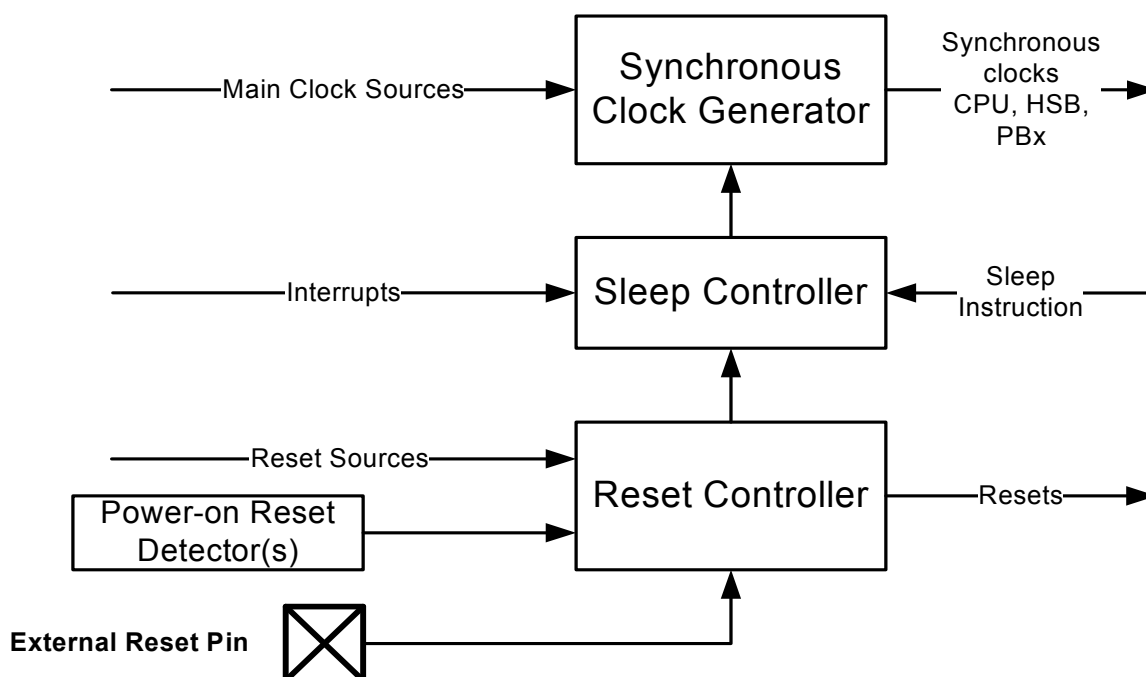 Main Clock Sources
Synchronous
Clock Generator
Synchronous
clocks
CPU, HSB,
PBx
Interrupts
Sleep Controller
Sleep
Instruction
Reset Sources
Power-on Reset
Detector(s)
Reset Controller
Resets
External Reset Pin